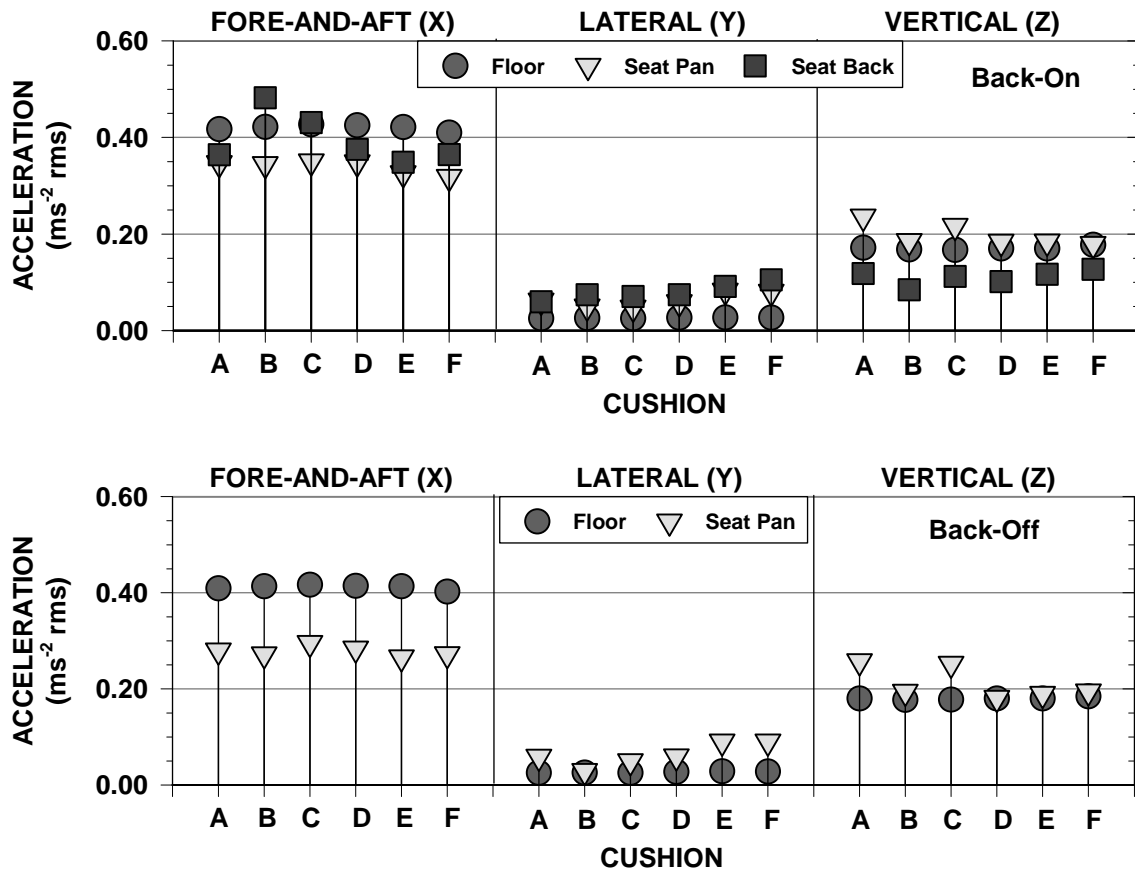 FORE-AND-AFT (X) LATERAL (Y) VERTICAL (Z)
0.60
Floor Seat Pan Seat Back
Back-On
0.40
0.20
0.00
ACCELERATION
(ms-2 rms)
A B C D E F A B C D E F A B C D E F
CUSHION
FORE-AND-AFT (X) LATERAL (Y) VERTICAL (Z)
0.60
Floor Seat Pan
Back-Off
0.40
0.20
0.00
ACCELERATION
(ms-2 rms)
A B C D E F A B C D E F A B C D E F
CUSHION